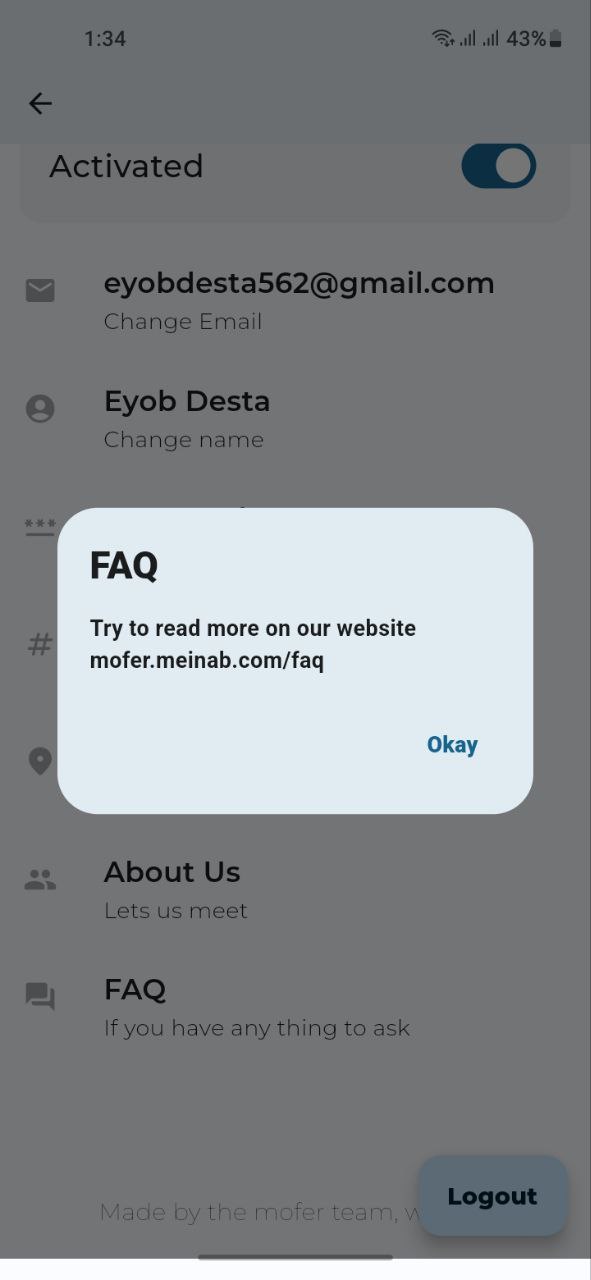 1:34
43%
Activated
eyobdesta562@gmail.com
Change Email
Eyob Desta
Change name
***
#
FAQ
Try to read more on our website
mofer.meinab.com/faq
Okay
About Us
Lets us meet
FAQ
If you have any thing to ask
Logout
Made by the mofer team,